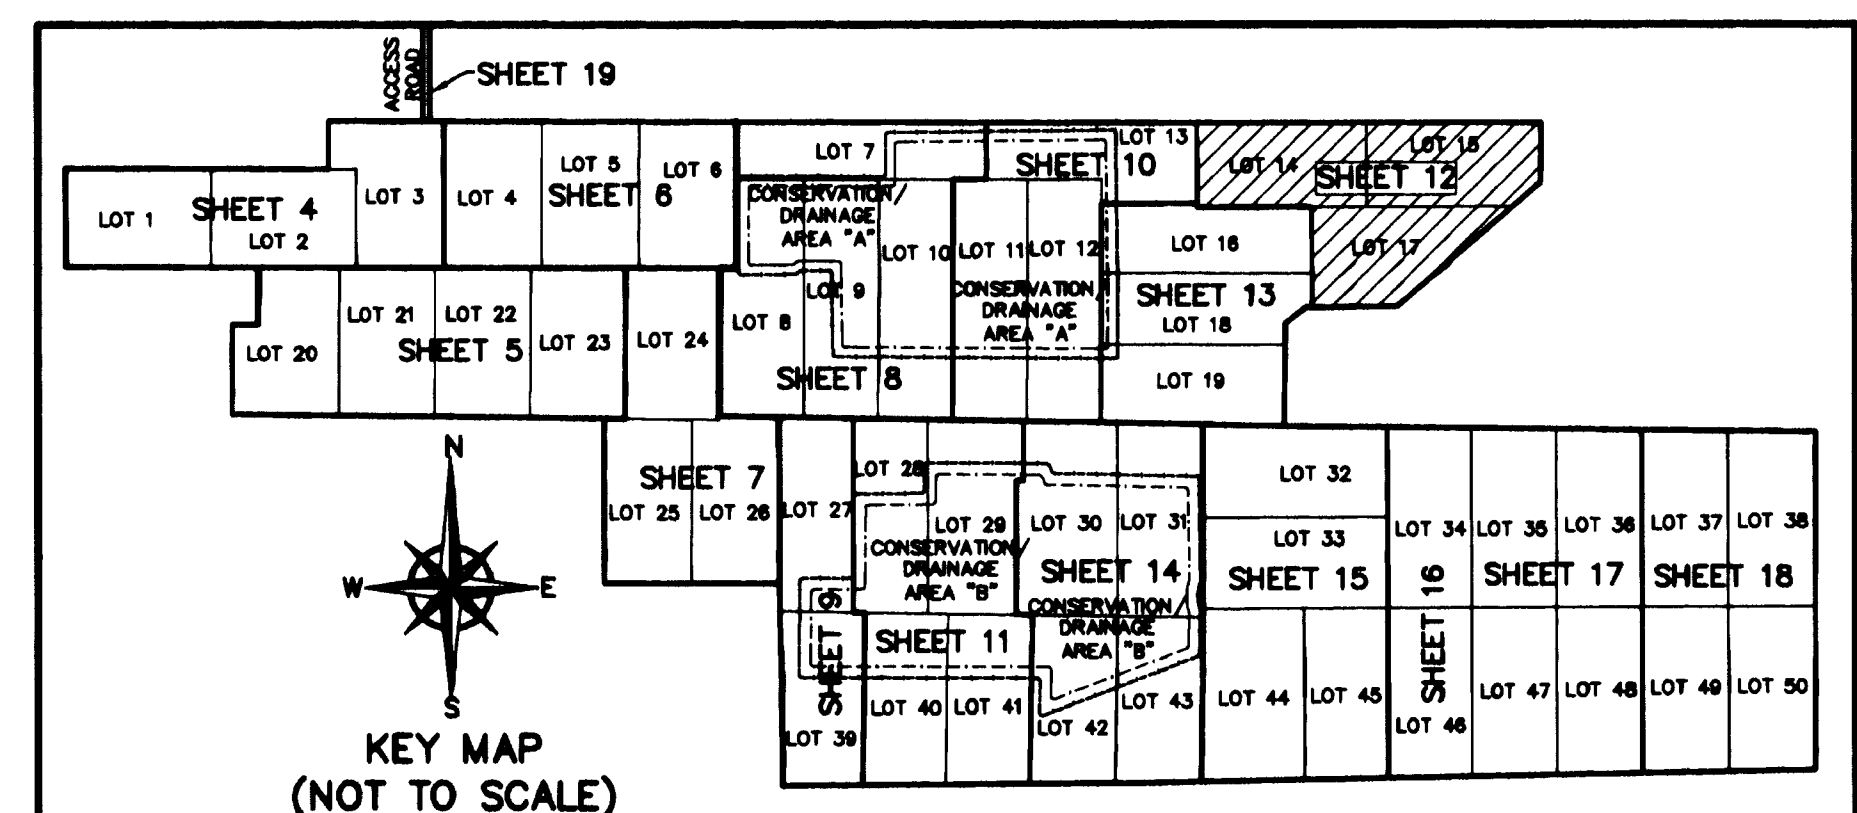 ACCESS
ROAD
SHEET 19
LOT 1
SHEET 4
LOT 2
LOT 3
LOT 4
LOT 5
SHEET 6
LOT 6
LOT 7
CONSERVATION/
DRAINAGE
AREA "A"
LOT 13
SHEET 10
LOT 14
LOT 15
SHEET 12
LOT 8
LOT 9
LOT 10
LOT 11
LOT 12
CONSERVATION/
DRAINAGE
AREA "A"
SHEET 8
LOT 16
SHEET 13
LOT 18
LOT 19
LOT 17
LOT 20
LOT 21
LOT 22
SHEET 5
LOT 23
LOT 24
SHEET 7
LOT 25
LOT 26
LOT 27
LOT 28
LOT 29
CONSERVATION/
DRAINAGE
AREA "B"
LOT 30
LOT 31
SHEET 14
CONSERVATION/
DRAINAGE
AREA "B"
LOT 32
LOT 33
SHEET 15
LOT 34
SHEET 16
LOT 35
LOT 36
SHEET 17
LOT 37
LOT 38
SHEET 18
SHEET 9
LOT 39
SHEET 11
LOT 40
LOT 41
LOT 42
LOT 43
LOT 44
LOT 45
LOT 46
LOT 47
LOT 48
LOT 49
LOT 50
N
W
E
S
KEY MAP
(NOT TO SCALE)